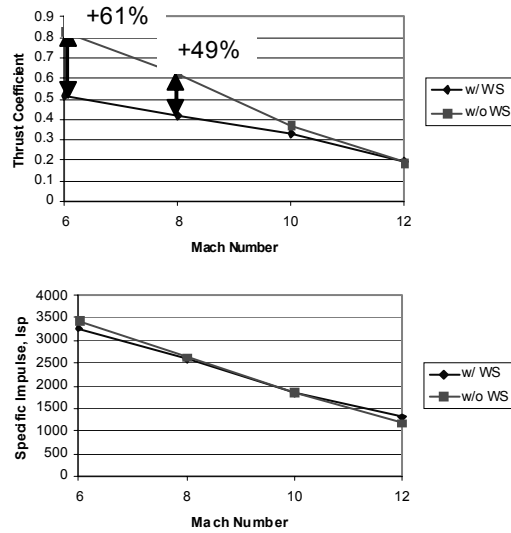 +61%
+49%
0.9
0.8
0.7
0.6
0.5
0.4
0.3
0.2
0.1
0
Thrust Coefficient
6 8 10 12
Mach Number
w/ WS
w/o WS
4000
3500
3000
2500
2000
1500
1000
500
0
Specific Impulse, Isp
6 8 10 12
Mach Number
w/ WS
w/o WS